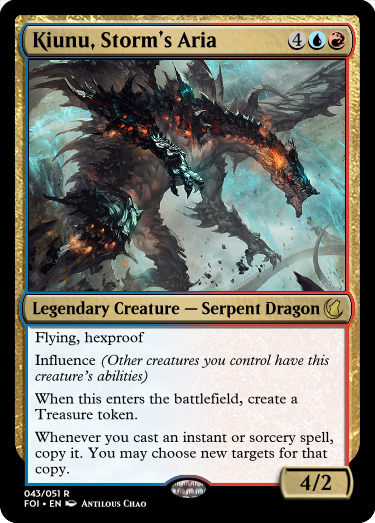 Kiunu, Storm's Aria 4
Legendary Creature — Serpent Dragon
Flying, hexproof
Influence (Other creatures you control have this
creature's abilities)
When this enters the battlefield, create a
Treasure token.
Whenever you cast an instant or sorcery spell,
copy it. You may choose new targets for that
copy.
4/2
043/051 R
FOI • EN Antilous Chao